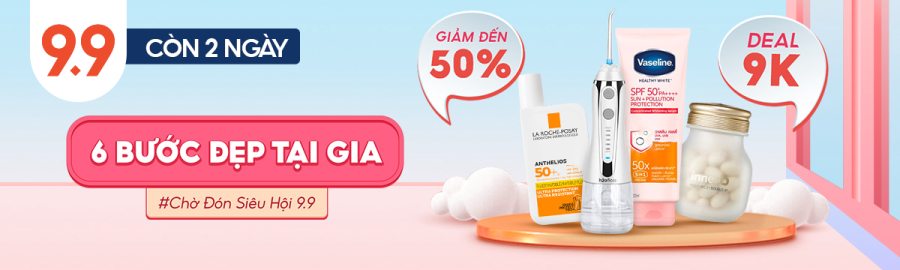 9.9
CÒN 2 NGÀY
6 BƯỚC ĐẸP TẠI GIA
#Chờ Đón Siêu Hội 9.9
GIẢM ĐẾN
50%
DEAL
9K
LA ROCHE-POSAY
ANTHELIOS
50+
Vaseline.
HEALTHY WHITE
SPF 50+ PA++++
SUN + POLLUTION
PROTECTION
50x